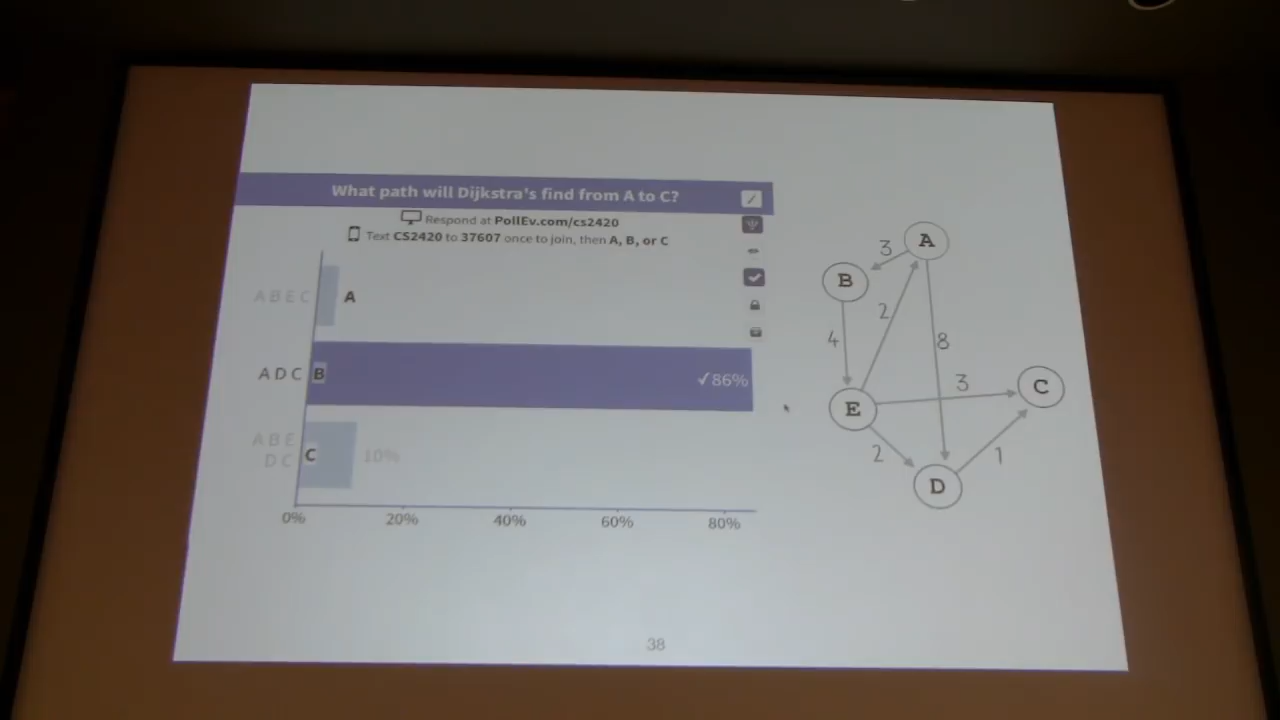 What path will Dijkstra's find from A to C?
Respond at PollEv.com/cs2420
Text CS2420 to 37607 once to join, then A, B, or C
A B E C A
A D C B ✓86%
A B E
D C C 10%
0% 20% 40% 60% 80%
A
3
B
2
4
8
3
C
E
2
1
D
38